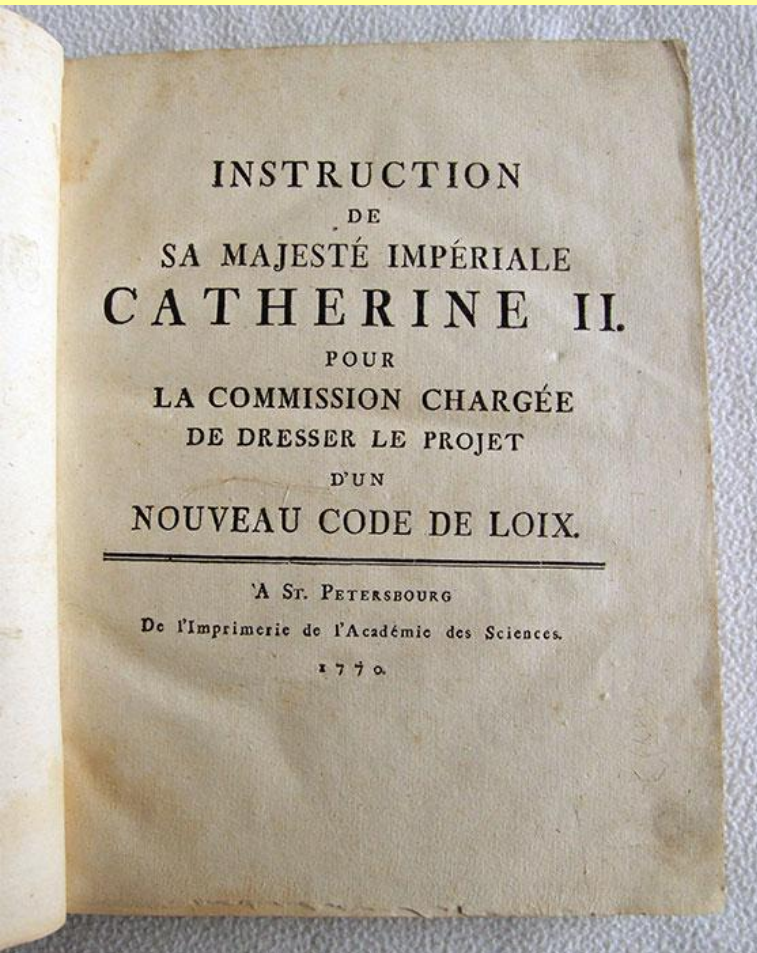 INSTRUCTION
DE
SA MAJESTÉ IMPÉRIALE
CATHERINE II.
POUR
LA COMMISSION CHARGÉE
DE DRESSER LE PROJET
D'UN
NOUVEAU CODE DE LOIX.
'A ST. PETERSBOURG
De l'Imprimerie de l'Académie des Sciences.
1770.